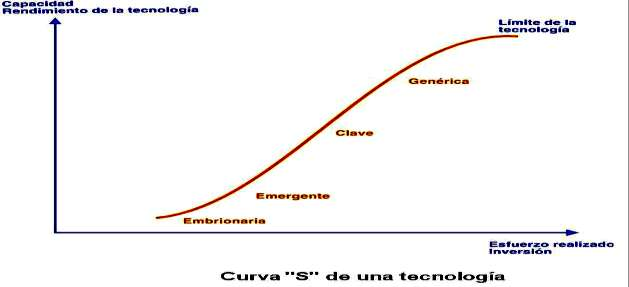 Capacidad
Rendimiento de la tecnología
Límite de la
tecnología
Genérica
Clave
Emergente
Embrionaria
Esfuerzo realizado
Inversión
Curva "S" de una tecnología